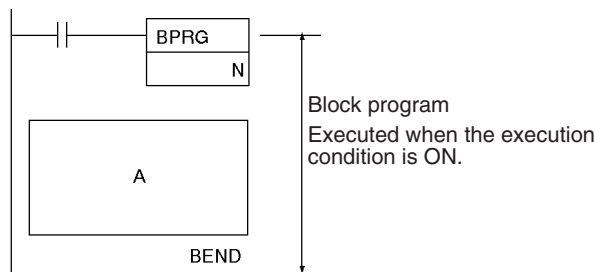 BPRG
N
Block program
Executed when the execution
condition is ON.
A
BEND